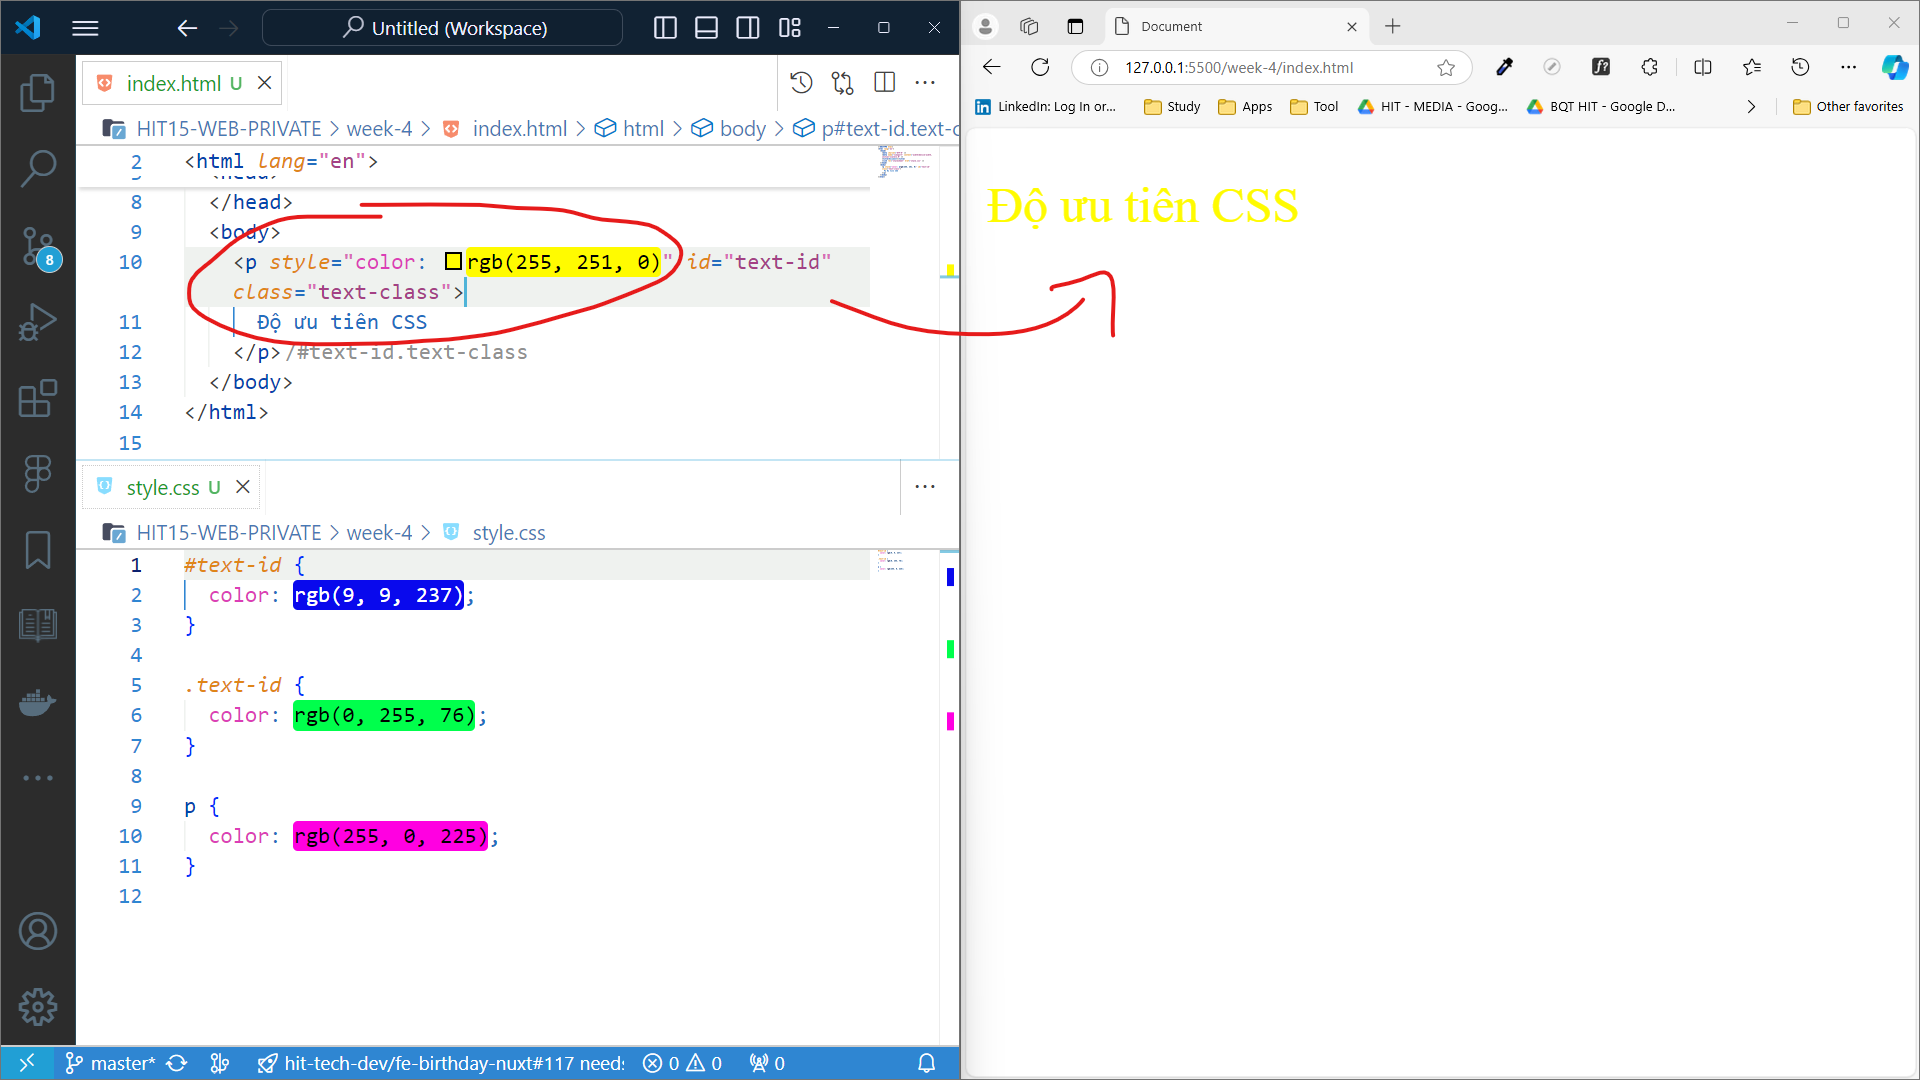 Untitled (Workspace)
index.html U
HIT15-WEB-PRIVATE > week-4 > index.html > html > body > p#text-id.text-c
2 <html lang="en">
8 </head>
9 <body>
10 <p style="color: rgb(255, 251, 0)" id="text-id"
class="text-class">
11 Độ ưu tiên CSS
12 </p>/#text-id.text-class
13 </body>
14 </html>
15
style.css U
HIT15-WEB-PRIVATE > week-4 > style.css
1 #text-id {
2 color: rgb(9, 9, 237);
3 }
4
5 .text-id {
6 color: rgb(0, 255, 76);
7 }
8
9 p {
10 color: rgb(255, 0, 225);
11 }
12
8
master* hit-tech-dev/fe-birthday-nuxt#117 needs 0 0 0
Document
127.0.0.1:5500/week-4/index.html
LinkedIn: Log In or... Study Apps Tool HIT - MEDIA - Goog... BQT HIT - Google D... Other favorites
Độ ưu tiên CSS